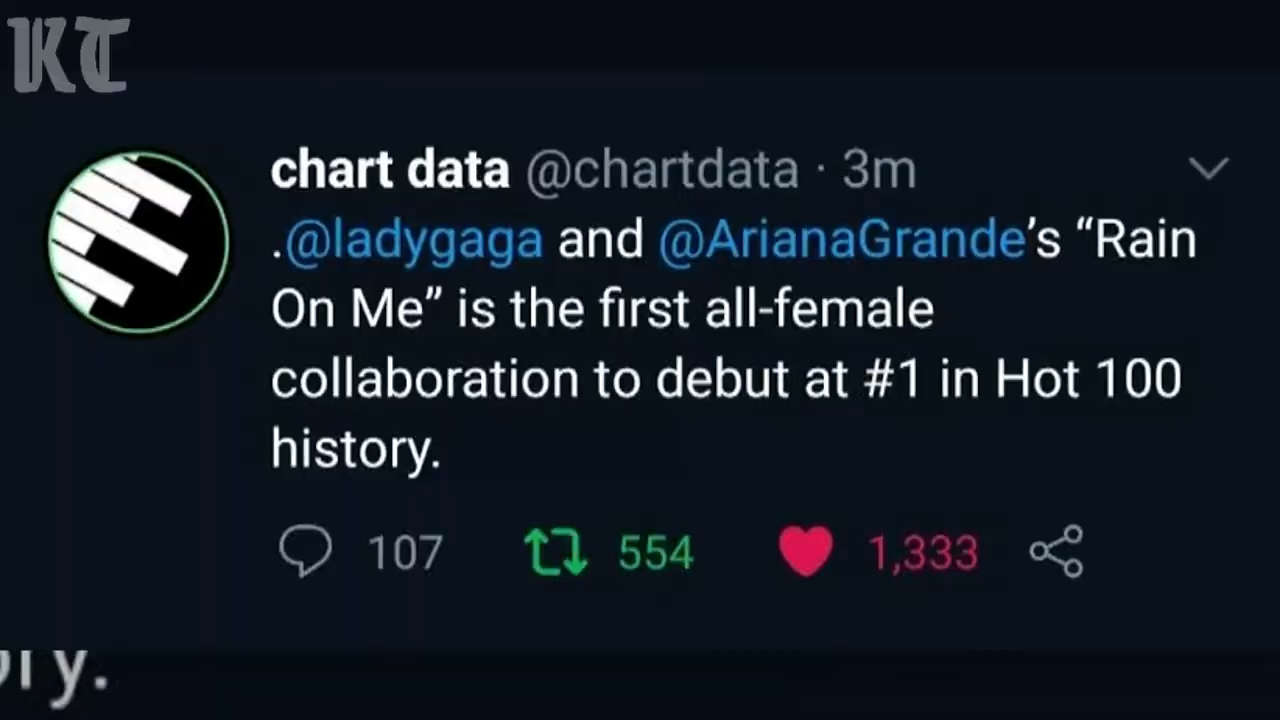 KT
chart data @chartdata · 3m
.@ladygaga and @ArianaGrande’s “Rain
On Me” is the first all-female
collaboration to debut at #1 in Hot 100
history.
107 554 1,333
ory.